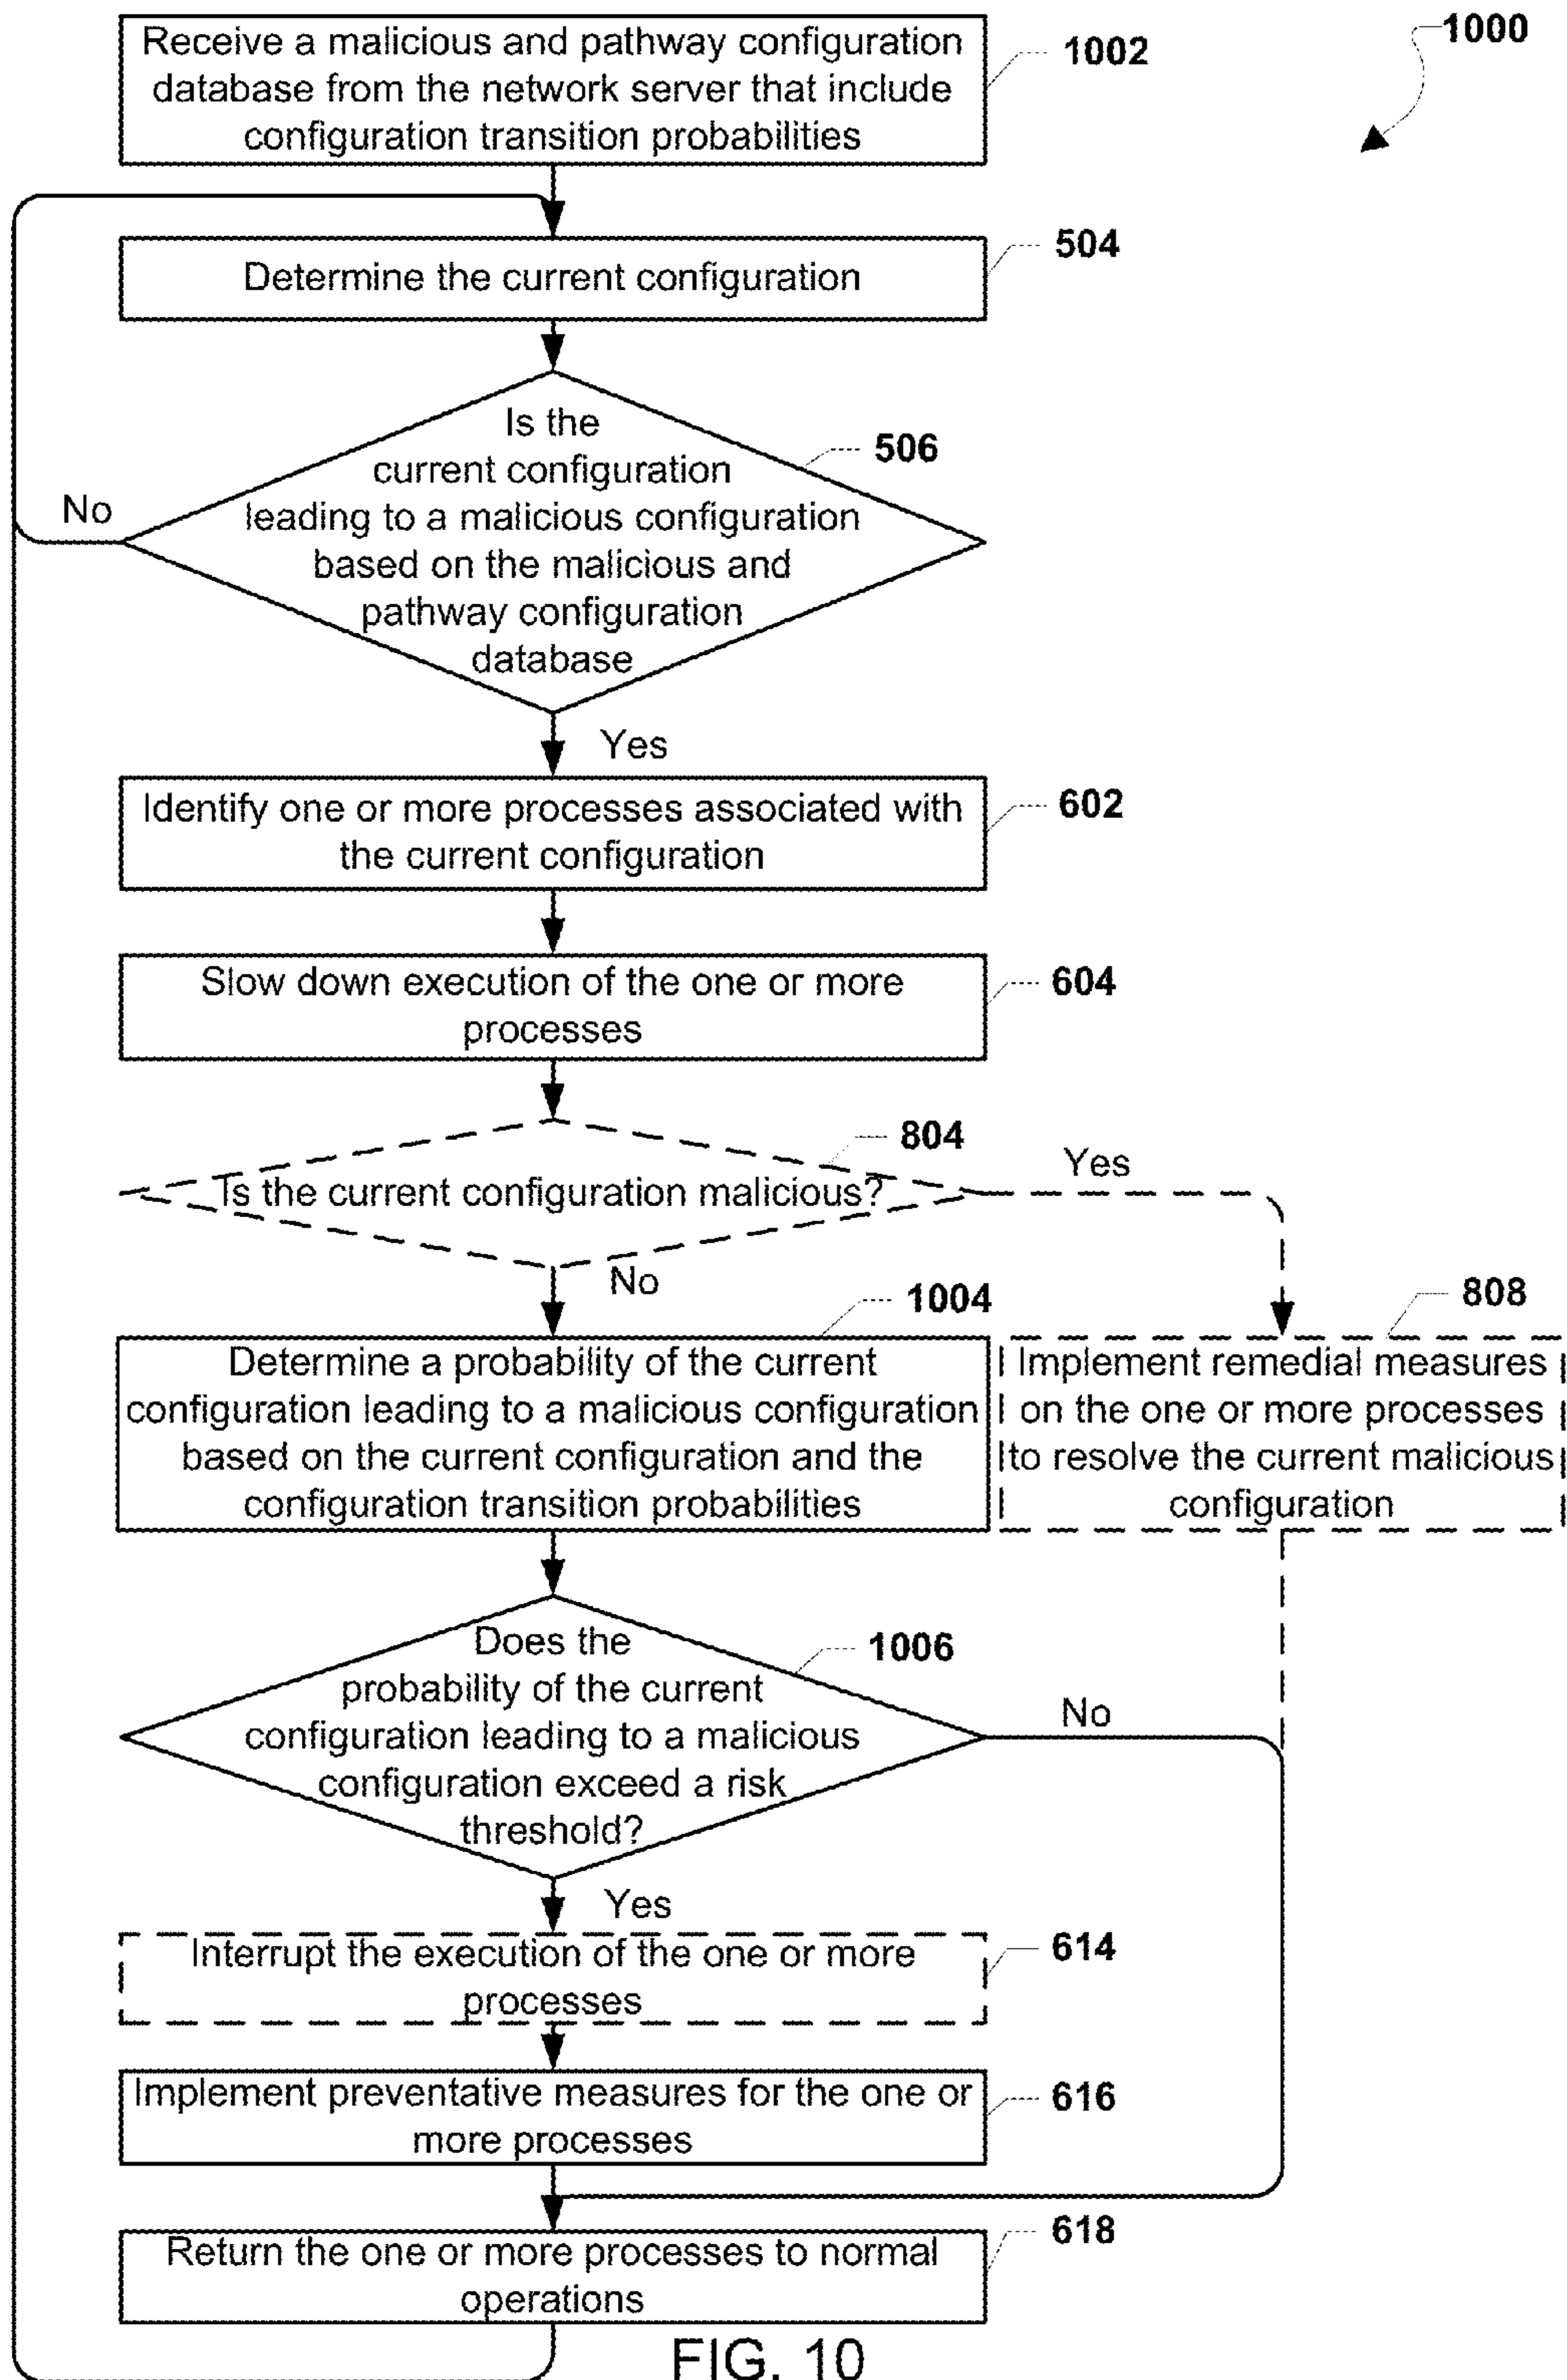 Receive a malicious and pathway configuration
database from the network server that include
configuration transition probabilities
1002
1000
Determine the current configuration
504
Is the
current configuration
leading to a malicious configuration
based on the malicious and
pathway configuration
database
506
No
Yes
Identify one or more processes associated with
the current configuration
602
Slow down execution of the one or more
processes
604
Is the current configuration malicious?
804
Yes
No
Determine a probability of the current
configuration leading to a malicious configuration
based on the current configuration and the
configuration transition probabilities
1004
Implement remedial measures
on the one or more processes
to resolve the current malicious
configuration
808
Does the
probability of the current
configuration leading to a malicious
configuration exceed a risk
threshold?
1006
No
Yes
Interrupt the execution of the one or more
processes
614
Implement preventative measures for the one or
more processes
616
Return the one or more processes to normal
operations
618
FIG. 10